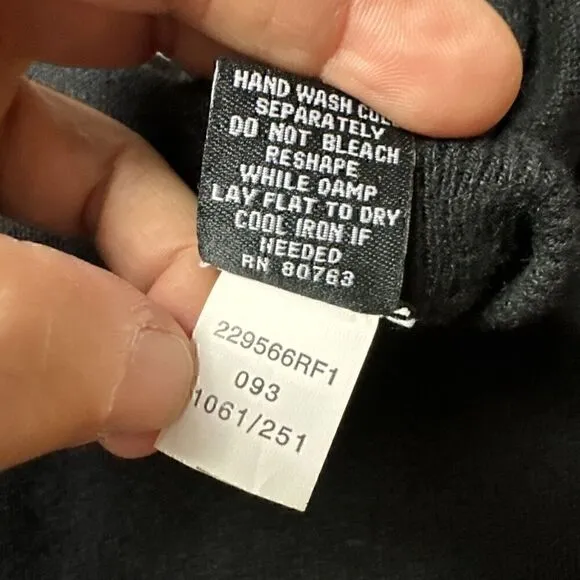 HAND WASH COL
SEPARATELY
DO NOT BLEACH
RESHAPE
WHILE DAMP
LAY FLAT TO DRY
COOL IRON IF
NEEDED
RN 80763
229566RF1
093
1061/251